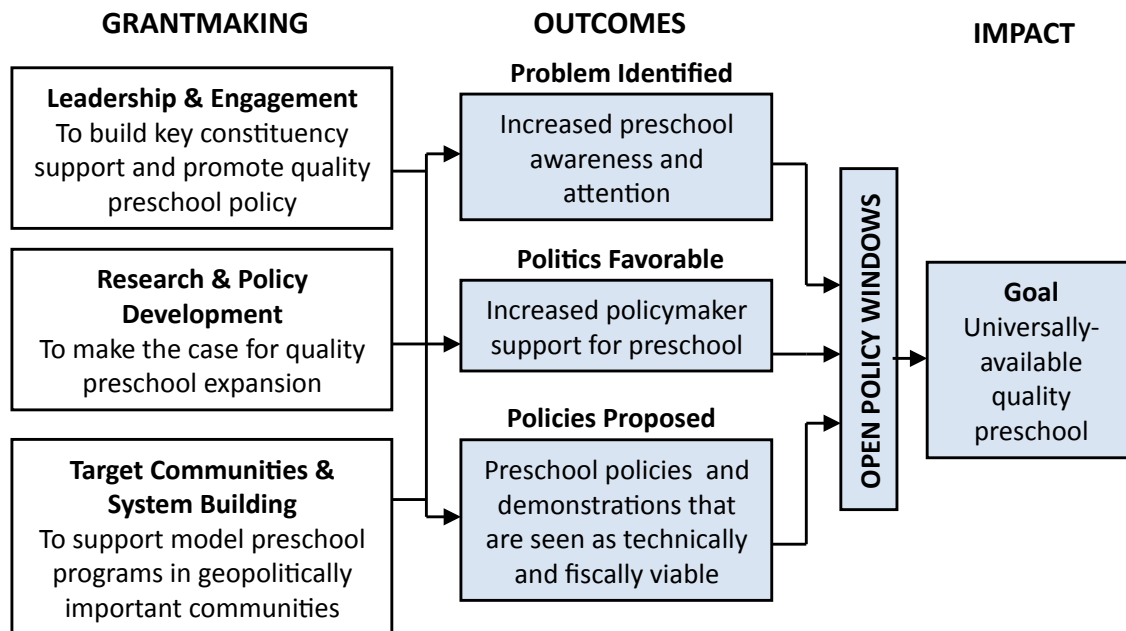 GRANTMAKING
Leadership & Engagement
To build key constituency
support and promote quality
preschool policy
Research & Policy
Development
To make the case for quality
preschool expansion
Target Communities &
System Building
To support model preschool
programs in geopolitically
important communities
OUTCOMES
Problem Identified
Increased preschool
awareness and
attention
Politics Favorable
Increased policymaker
support for preschool
Policies Proposed
Preschool policies and
demonstrations that
are seen as technically
and fiscally viable
OPEN POLICY WINDOWS
IMPACT
Goal
Universally-
available
quality
preschool